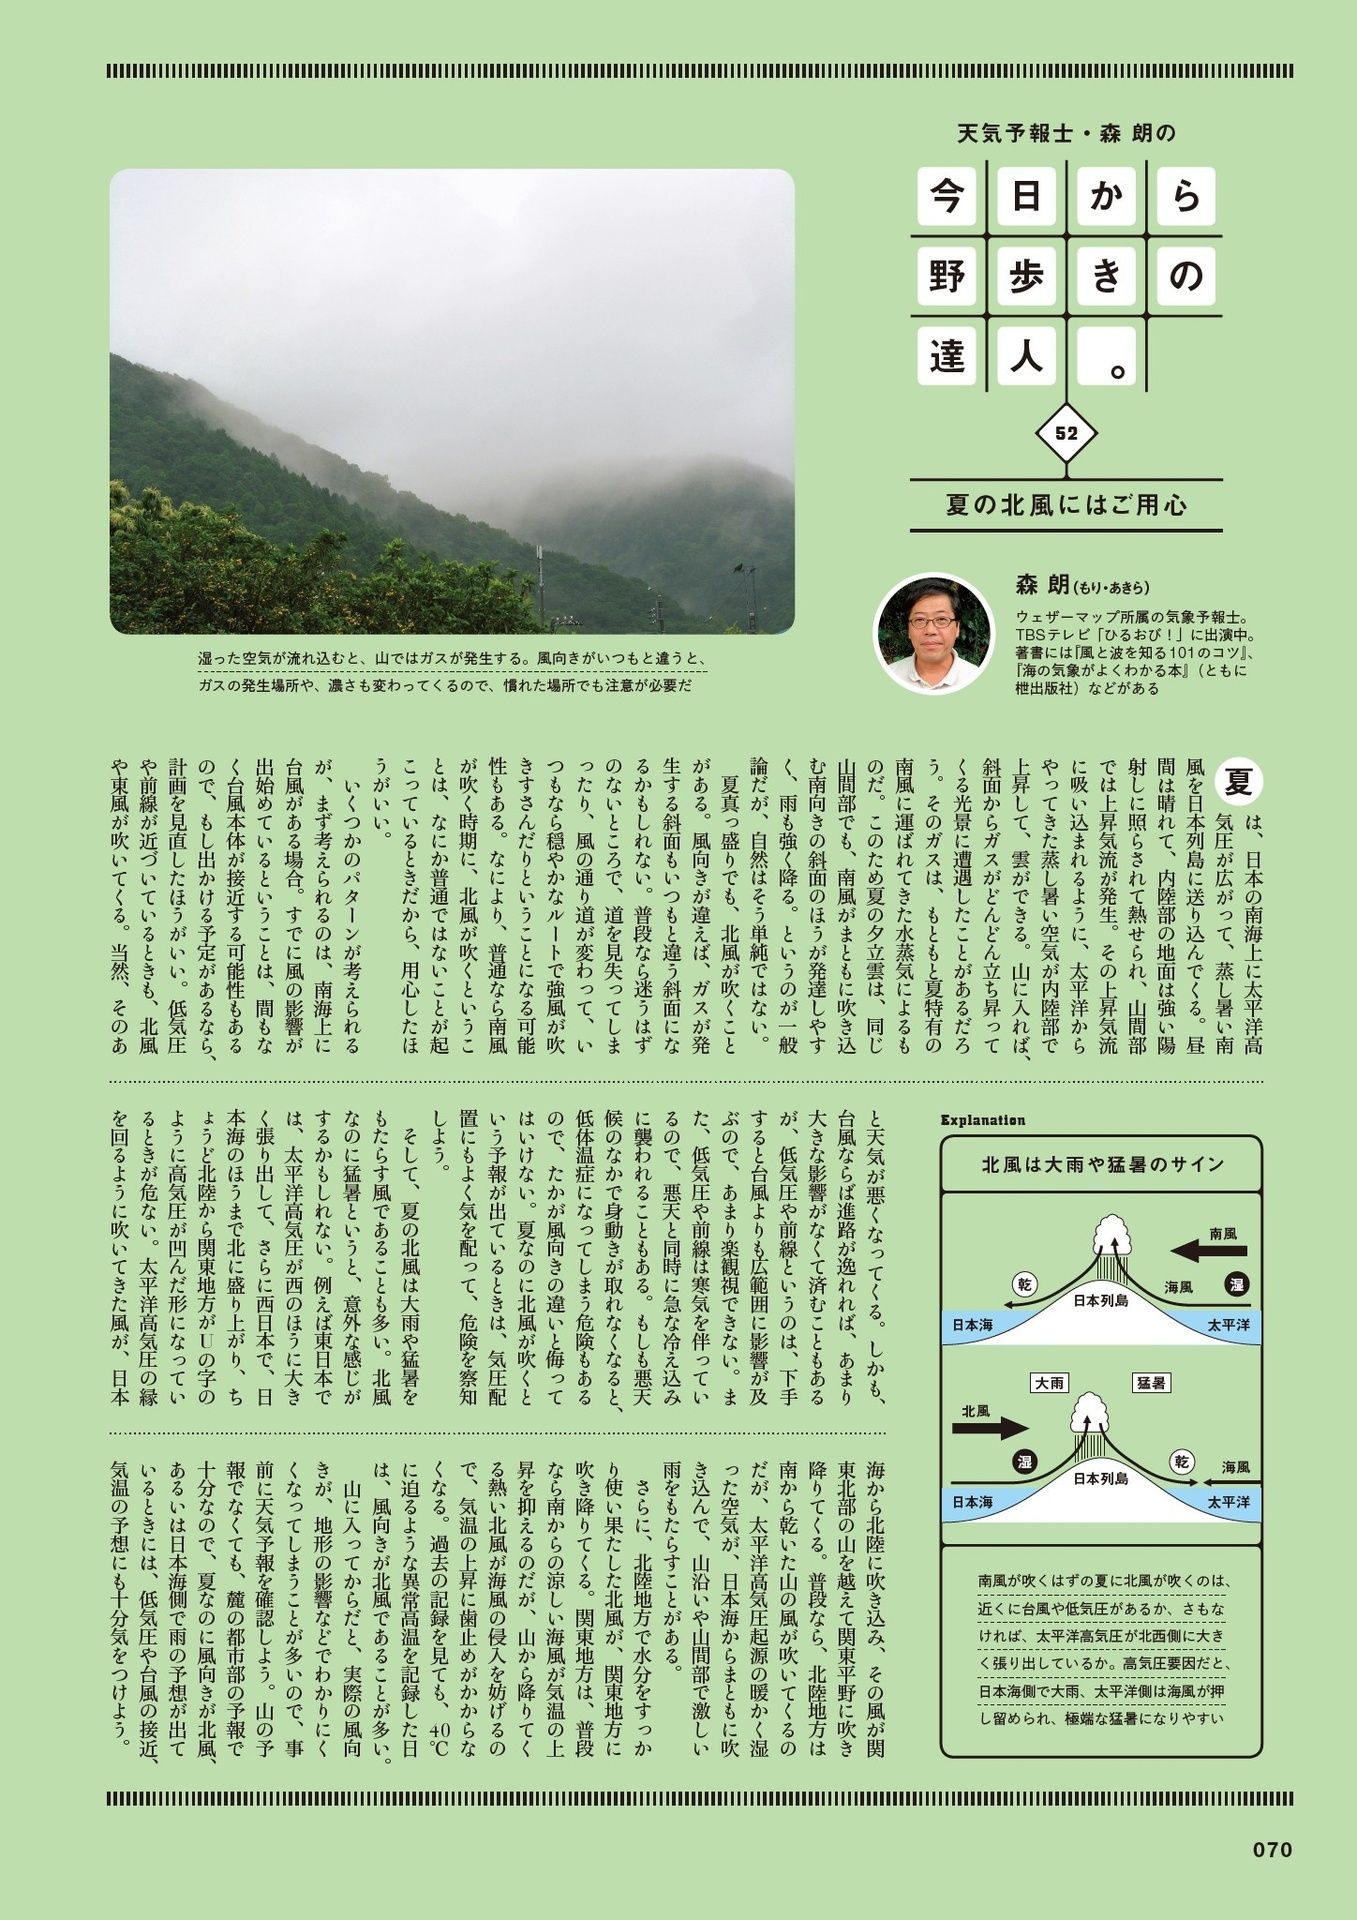 天気予報士・森 朗の
今日から
野歩きの
達人。
52
夏の北風にはご用心
森 朗(もり・あきら)
ウェザーマップ所属の気象予報士。
TBSテレビ「ひるおび！」に出演中。
著書には『風と波を知る101のコツ』、
『海の気象がよくわかる本』（ともに
枻出版社）などがある
湿った空気が流れ込むと、山ではガスが発生する。風向きがいつもと違うと、
ガスの発生場所や、濃さも変わってくるので、慣れた場所でも注意が必要だ
夏は、日本の南海上に太平洋高
気圧が広がって、蒸し暑い南
風を日本列島に送り込んでくる。昼
間は晴れて、内陸部の地面は強い陽
射しに照らされて熱せられ、山間部
では上昇気流が発生。その上昇気流
に吸い込まれるように、太平洋から
やってきた蒸し暑い空気が内陸部で
上昇して、雲ができる。山に入れば、
斜面からガスがどんどん立ち昇って
くる光景に遭遇したことがあるだろ
う。そのガスは、もともと夏特有の
南風に運ばれてきた水蒸気によるも
のだ。このため夏の夕立雲は、同じ
山間部でも、南風がまともに吹き込
む南向きの斜面のほうが発達しやす
く、雨も強く降る。というのが一般
論だが、自然はそう単純ではない。
夏真っ盛りでも、北風が吹くこと
がある。風向きが違えば、ガスが発
生する斜面もいつもと違う斜面にな
るかもしれない。普段なら迷うはず
のないところで、道を見失ってしま
ったり、風の通り道が変わって、い
つもなら穏やかなルートで強風が吹
きすさんだりということになる可能
性もある。なにより、普通なら南風
が吹く時期に、北風が吹くというこ
とは、なにか普通ではないことが起
こっているときだから、用心したほ
うがいい。
いくつかのパターンが考えられる
が、まず考えられるのは、南海上に
台風がある場合。すでに風の影響が
出始めているということは、間もな
く台風本体が接近する可能性もある
ので、もし出かける予定があるなら、
計画を見直したほうがいい。低気圧
や前線が近づいているときも、北風
や東風が吹いてくる。当然、そのあ
と天気が悪くなってくる。しかも、
台風ならば進路が逸れれば、あまり
大きな影響がなくて済むこともある
が、低気圧や前線というのは、下手
すると台風よりも広範囲に影響が及
ぶので、あまり楽観視できない。ま
た、低気圧や前線は寒気を伴ってい
るので、悪天と同時に急な冷え込み
に襲われることもある。もしも悪天
候のなかで身動きが取れなくなると、
低体温症になってしまう危険もある
ので、たかが風向きの違いと侮って
はいけない。夏なのに北風が吹くと
いう予報が出ているときは、気圧配
置にもよく気を配って、危険を察知
しよう。
そして、夏の北風は大雨や猛暑を
もたらす風であることも多い。北風
なのに猛暑というと、意外な感じが
するかもしれない。例えば東日本で
は、太平洋高気圧が西のほうに大き
く張り出して、さらに西日本で、日
本海のほうまで北に盛り上がり、ち
ょうど北陸から関東地方がUの字の
ように高気圧が凹んだ形になってい
るときが危ない。太平洋高気圧の縁
を回るように吹いてきた風が、日本
海から北陸に吹き込み、その風が関
東北部の山を越えて関東平野に吹き
降りてくる。普段なら、北陸地方は
南から乾いた山の風が吹いてくるの
だが、太平洋高気圧起源の暖かく湿
った空気が、日本海からまともに吹
き込んで、山沿いや山間部で激しい
雨をもたらすことがある。
さらに、北陸地方で水分をすっか
り使い果たした北風が、関東地方に
吹き降りてくる。関東地方は、普段
なら南からの涼しい海風が気温の上
昇を抑えるのだが、山から降りてく
る熱い北風が海風の侵入を妨げるの
で、気温の上昇に歯止めがかからな
くなる。過去の記録を見ても、40℃
に迫るような異常高温を記録した日
は、風向きが北風であることが多い。
山に入ってからだと、実際の風向
きが、地形の影響などでわかりにく
くなってしまうことが多いので、事
前に天気予報を確認しよう。山の予
報でなくても、麓の都市部の予報で
十分なので、夏なのに風向きが北風、
あるいは日本海側で雨の予想が出て
いるときには、低気圧や台風の接近、
気温の予想にも十分気をつけよう。
Explanation
北風は大雨や猛暑のサイン
南風
乾
海風
湿
日本列島
日本海
太平洋
大雨
猛暑
北風
湿
乾
海風
日本列島
日本海
太平洋
南風が吹くはずの夏に北風が吹くのは、
近くに台風や低気圧があるか、さもな
ければ、太平洋高気圧が北西側に大き
く張り出しているか。高気圧要因だと、
日本海側で大雨、太平洋側は海風が押
し留められ、極端な猛暑になりやすい
070